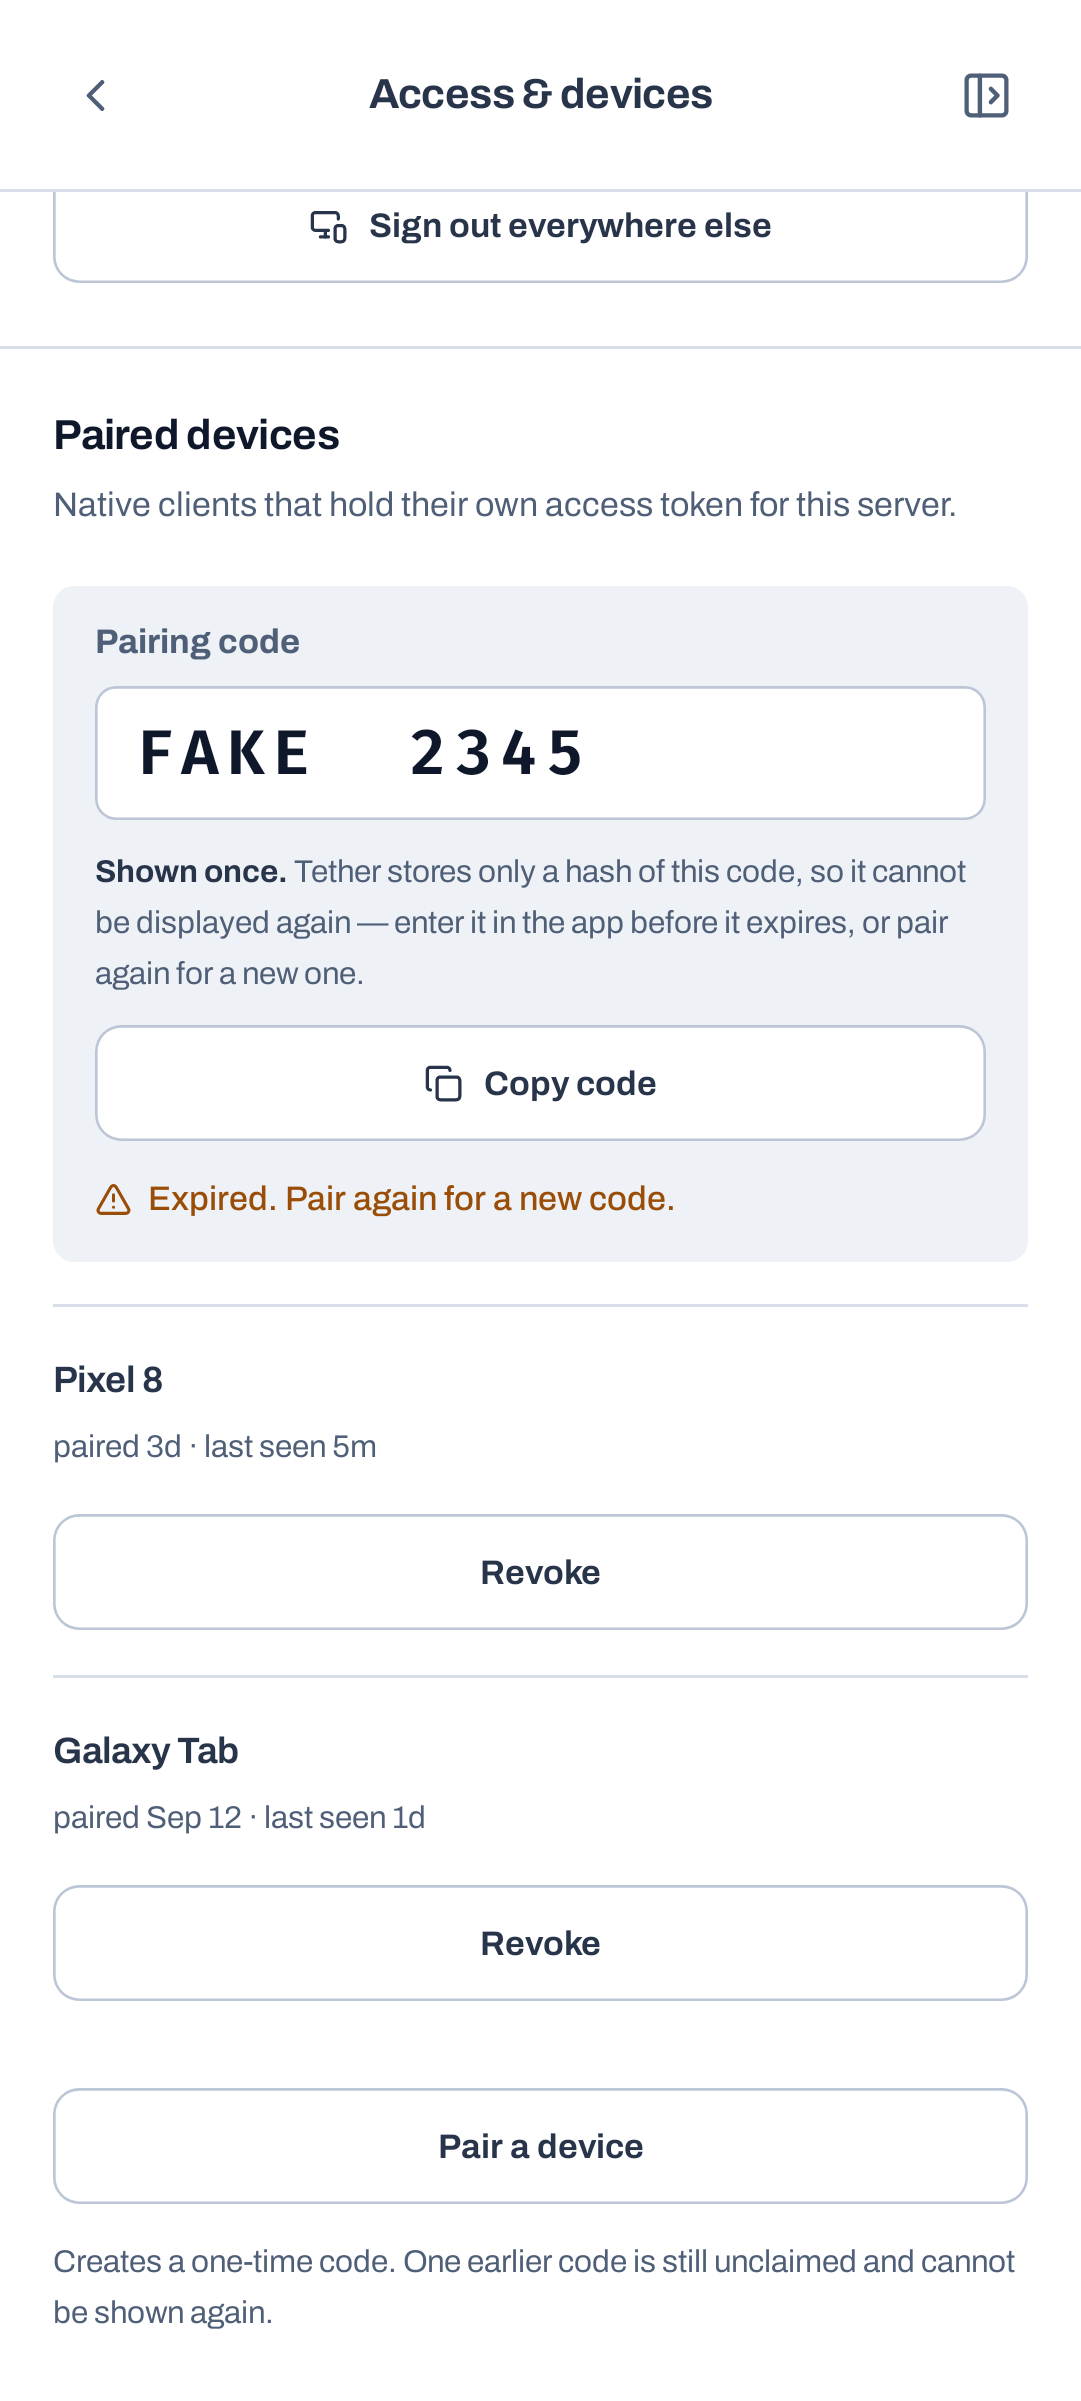 Access & devices
Sign out everywhere else
Paired devices
Native clients that hold their own access token for this server.
Pairing code
FAKE 2345
Shown once. Tether stores only a hash of this code, so it cannot
be displayed again — enter it in the app before it expires, or pair
again for a new one.
Copy code
Expired. Pair again for a new code.
Pixel 8
paired 3d · last seen 5m
Revoke
Galaxy Tab
paired Sep 12 · last seen 1d
Revoke
Pair a device
Creates a one-time code. One earlier code is still unclaimed and cannot
be shown again.